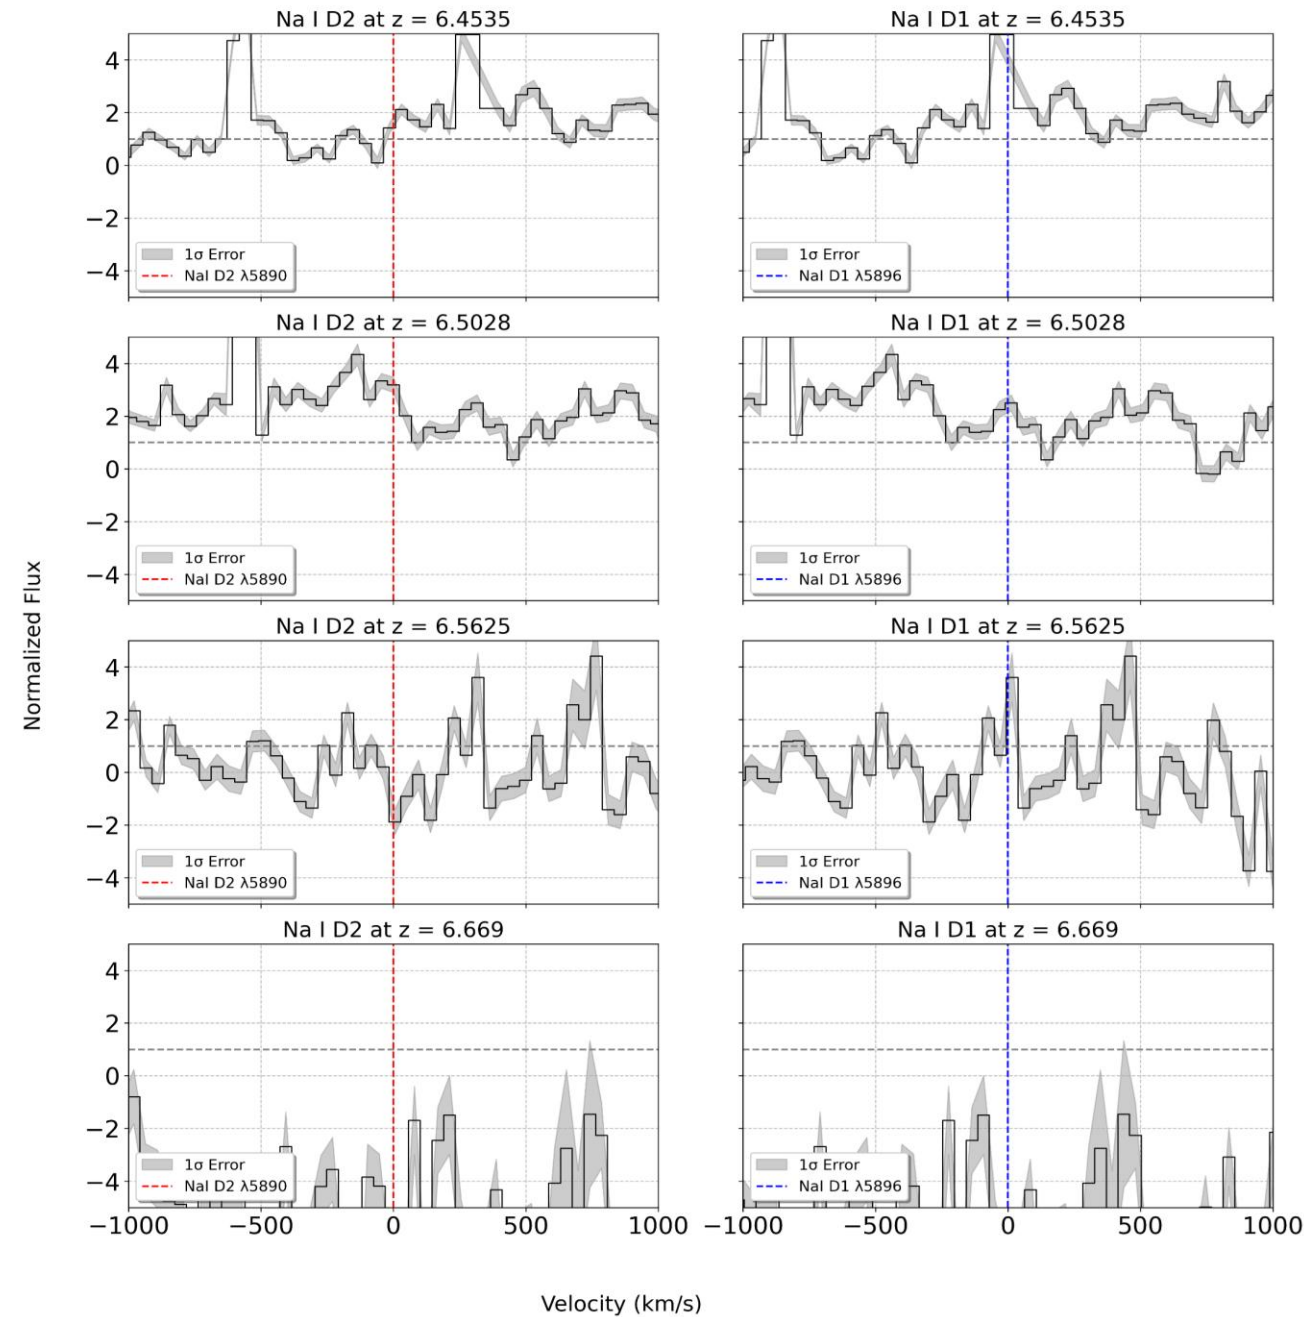 Na I D2 at z = 6.4535
Na I D1 at z = 6.4535
4
2
0
−2
−4
1σ Error
NaI D2 λ5890
1σ Error
NaI D1 λ5896
Na I D2 at z = 6.5028
Na I D1 at z = 6.5028
4
2
0
−2
−4
1σ Error
NaI D2 λ5890
1σ Error
NaI D1 λ5896
Normalized Flux
Na I D2 at z = 6.5625
Na I D1 at z = 6.5625
4
2
0
−2
−4
1σ Error
NaI D2 λ5890
1σ Error
NaI D1 λ5896
Na I D2 at z = 6.669
Na I D1 at z = 6.669
4
2
0
−2
−4
1σ Error
NaI D2 λ5890
1σ Error
NaI D1 λ5896
−1000 −500 0 500 1000
−1000 −500 0 500 1000
Velocity (km/s)